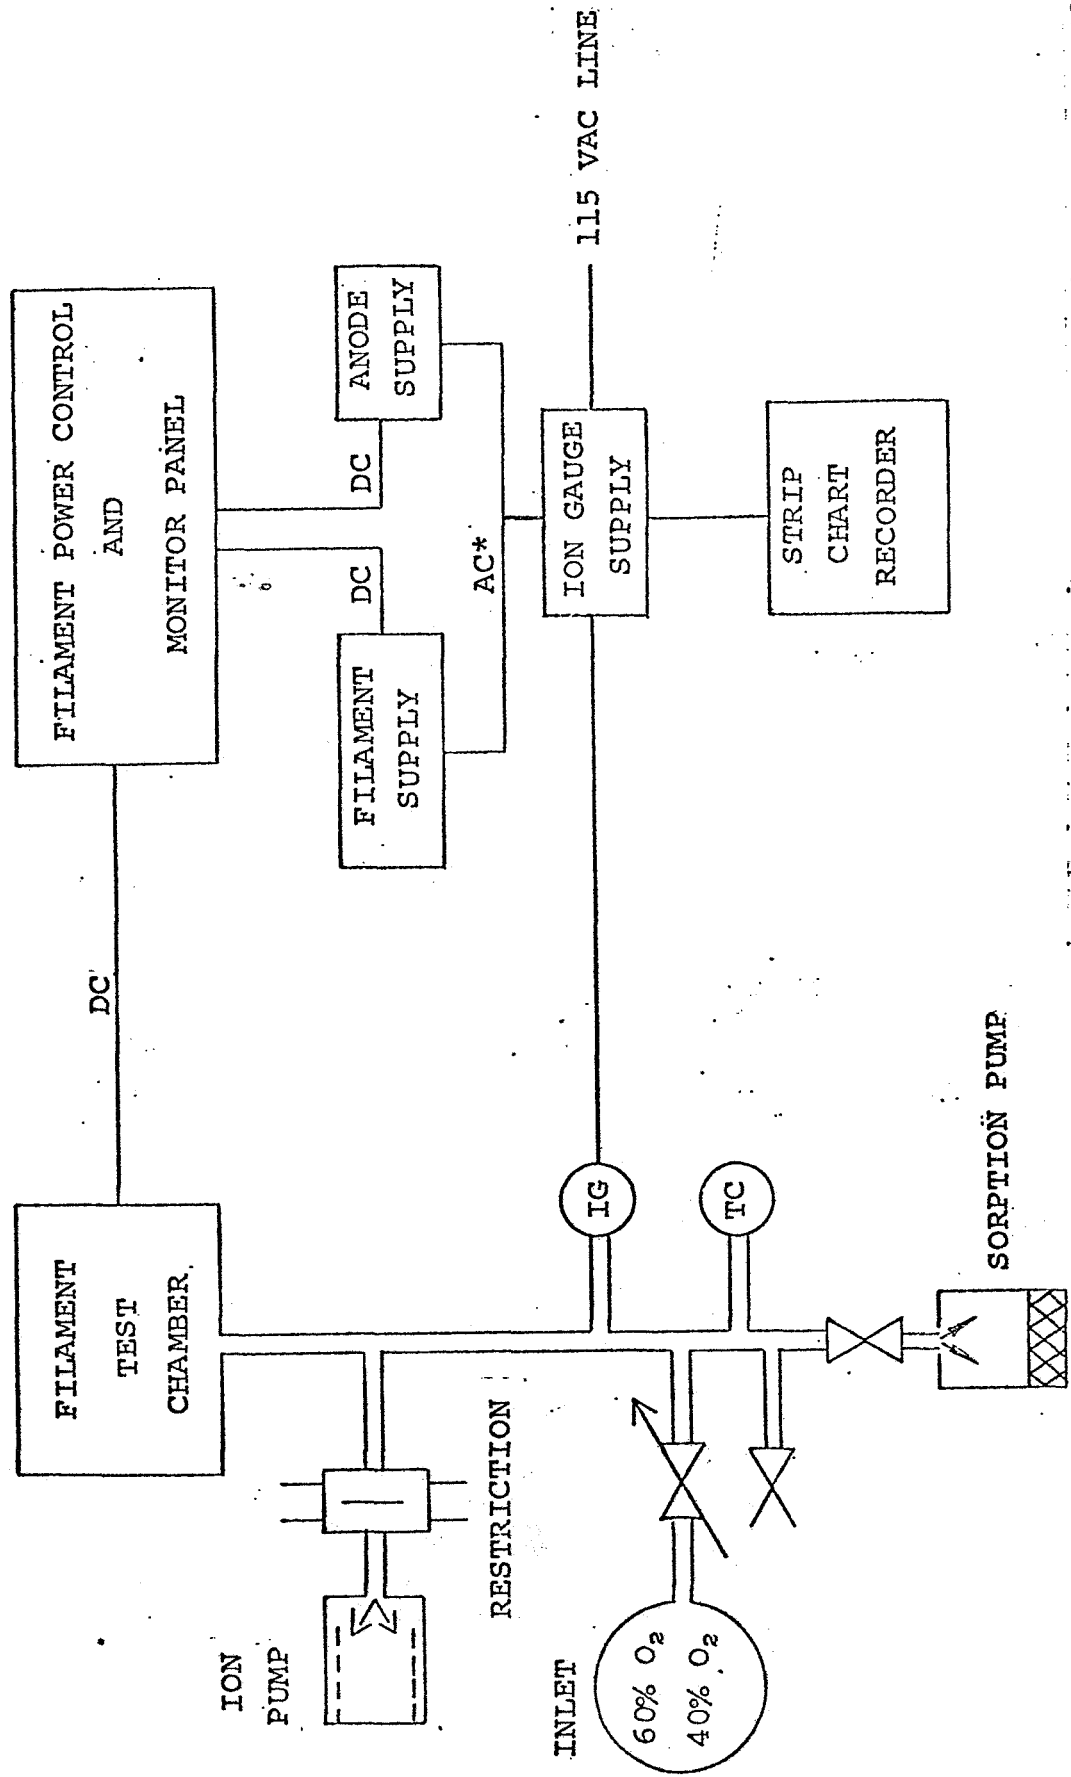 FILAMENT
TEST
CHAMBER
DC
FILAMENT POWER CONTROL
AND
MONITOR PANEL
ION
PUMP
RESTRICTION
FILAMENT
SUPPLY
DC
DC
ANODE
SUPPLY
AC*
INLET
60% O2
40% O2
IG
TC
ION GAUGE
SUPPLY
115 VAC LINE
STRIP
CHART
RECORDER
SORPTION PUMP